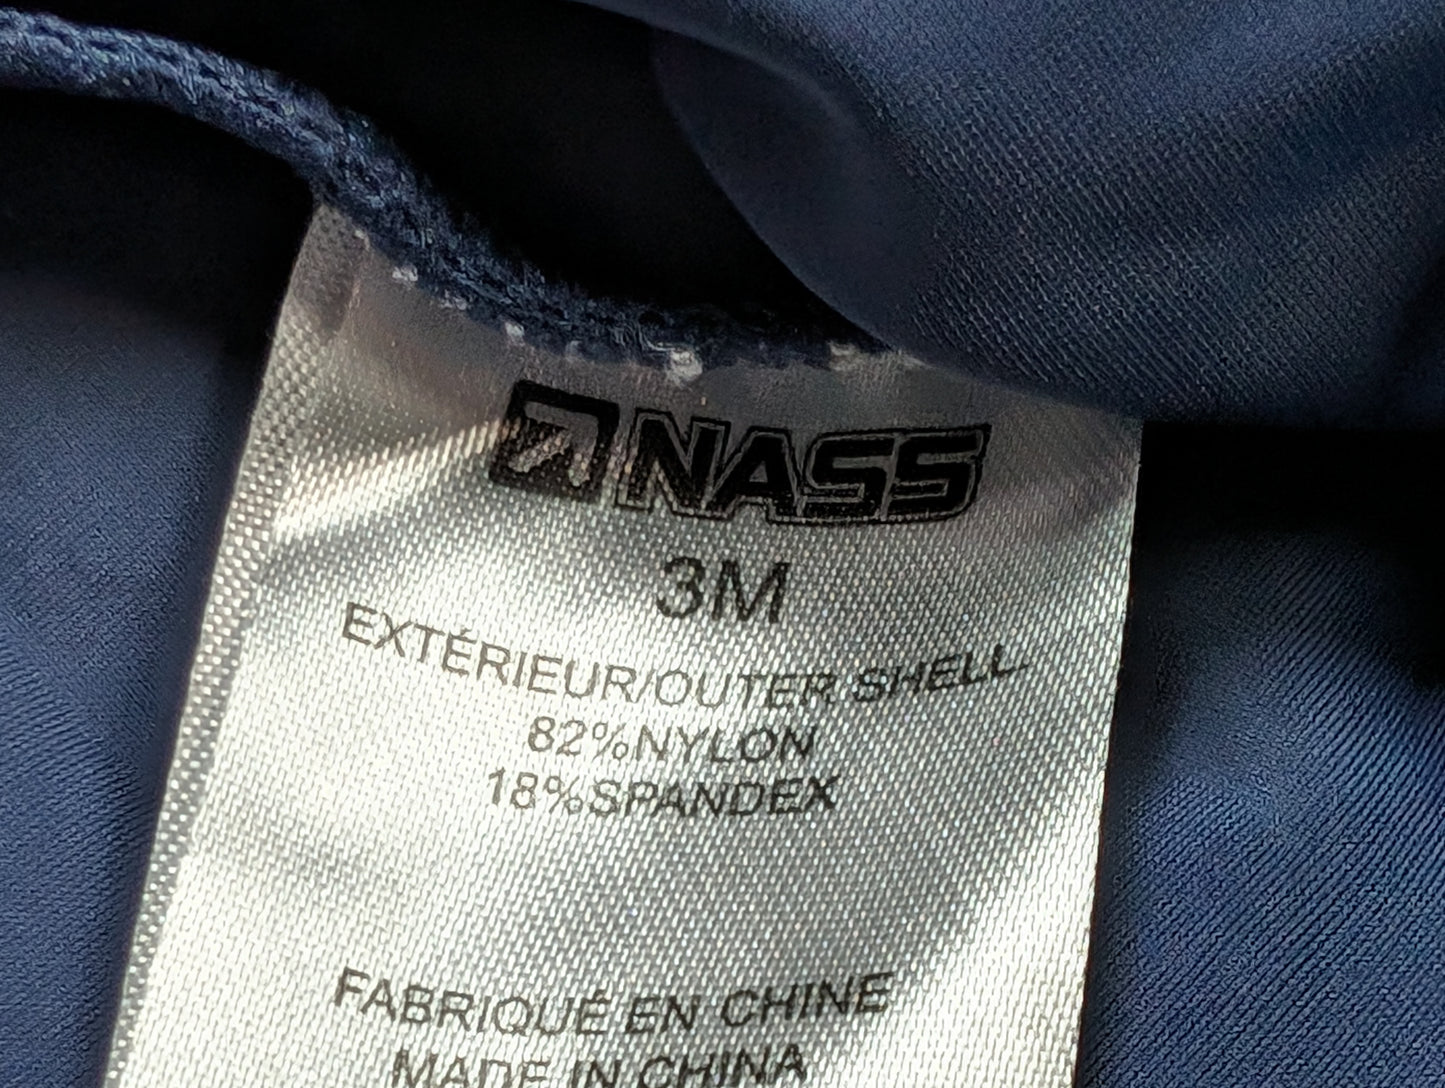 NASS
3M
EXTÉRIEUR/OUTER SHELL
82%NYLON
18%SPANDEX
FABRIQUÉ EN CHINE
MADE IN CHINA